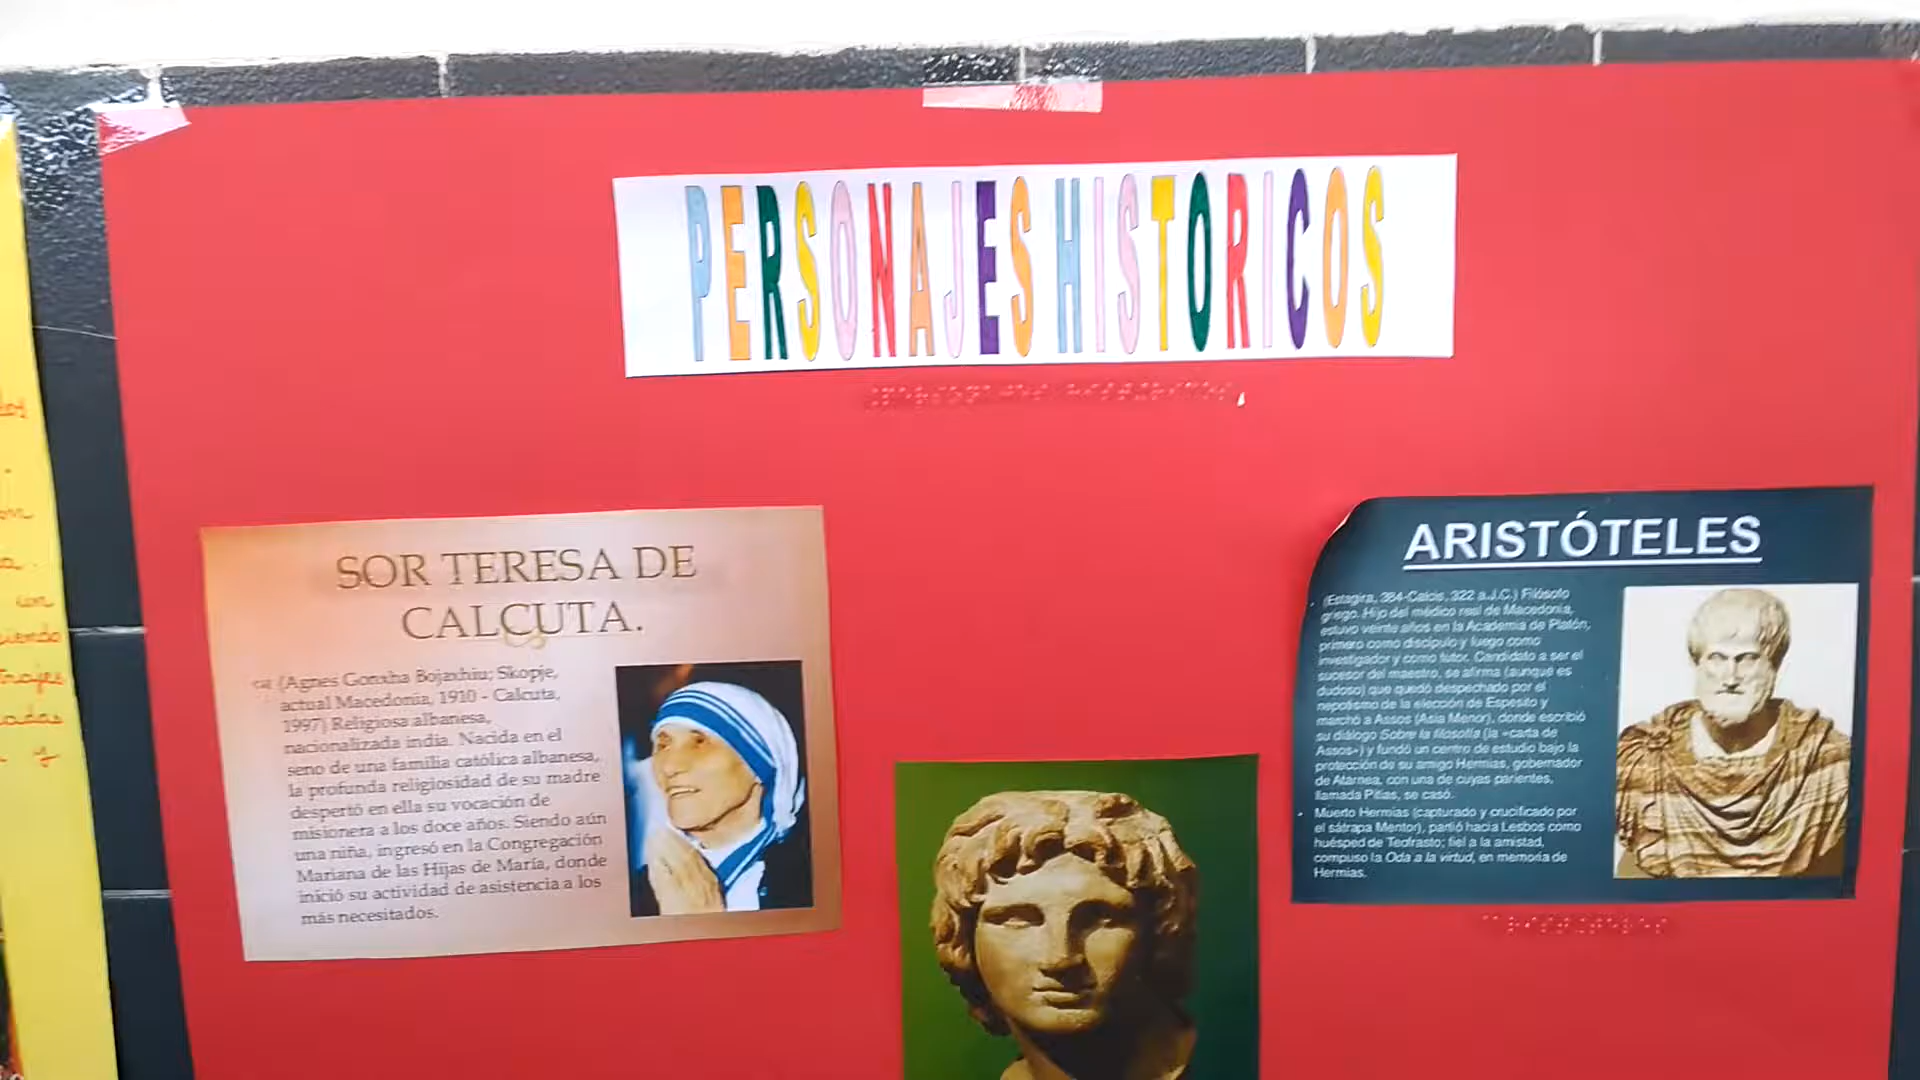 PERSONAJES HISTORICOS
SOR TERESA DE
CALCUTA.
(Agnes Gonxha Bojaxhiu; Skopje,
actual Macedonia, 1910 - Calcuta,
1997) Religiosa albanesa,
nacionalizada india. Nacida en el
seno de una familia católica albanesa,
la profunda religiosidad de su madre
despertó en ella su vocación de
misionera a los doce años. Siendo aún
una niña, ingresó en la Congregación
Mariana de las Hijas de María, donde
inició su actividad de asistencia a los
más necesitados.
ARISTÓTELES
• (Estagira, 384-Calcis, 322 a.J.C.) Filósofo
griego. Hijo del médico real de Macedonia,
estuvo veinte años en la Academia de Platón,
primero como discípulo y luego como
investigador y como tutor. Candidato a ser el
sucesor del maestro, se afirma (aunque es
dudoso) que quedó despechado por el
nepotismo de la elección de Espesito y
marchó a Assos (Asia Menor), donde escribió
su diálogo Sobre la filosofía (la «carta de
Assos») y fundó un centro de estudio bajo la
protección de su amigo Hermias, gobernador
de Atarnea, con una de cuyas parientes,
llamada Pitias, se casó.
• Muerto Hermias (capturado y crucificado por
el sátrapa Mentor), partió hacia Lesbos como
huésped de Teofrasto; fiel a la amistad,
compuso la Oda a la virtud, en memoria de
Hermias.